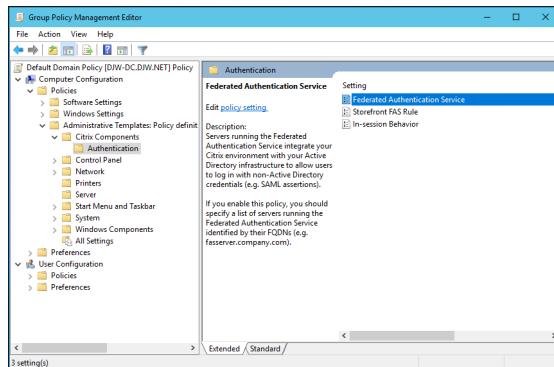 Group Policy Management Editor
File Action View Help
Default Domain Policy [DJW-DC.DJW.NET] Policy
Computer Configuration
Policies
Software Settings
Windows Settings
Administrative Templates: Policy definit
Citrix Components
Authentication
Control Panel
Network
Printers
Server
Start Menu and Taskbar
System
Windows Components
All Settings
Preferences
User Configuration
Policies
Preferences
Authentication
Federated Authentication Service
Edit policy setting
Description:
Servers running the Federated
Authentication Service integrate your
Citrix environment with your Active
Directory infrastructure to allow users
to log in with non-Active Directory
credentials (e.g. SAML assertions).
If you enable this policy, you should
specify a list of servers running the
Federated Authentication Service
identified by their FQDNs (e.g.
fasserver.company.com).
Setting
Federated Authentication Service
Storefront FAS Rule
In-session Behavior
Extended Standard
3 setting(s)